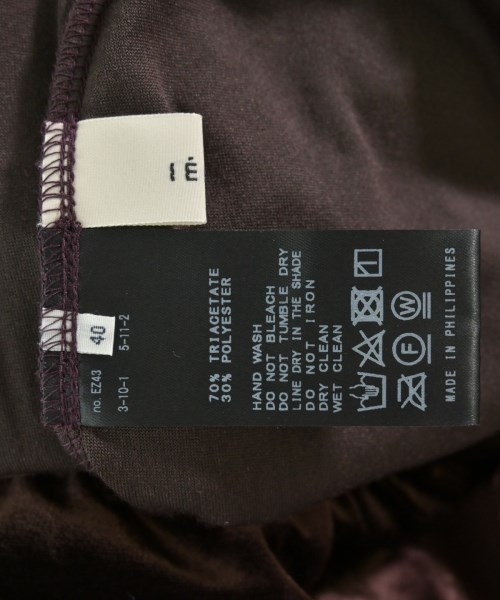 m.
40
no. EZ43
3-10-1
5-11-2
70% TRIACETATE
30% POLYESTER
HAND WASH
DO NOT BLEACH
DO NOT TUMBLE DRY
LINE DRY IN THE SHADE
DO NOT IRON
DRY CLEAN
WET CLEAN
F
W
MADE IN PHILIPPINES